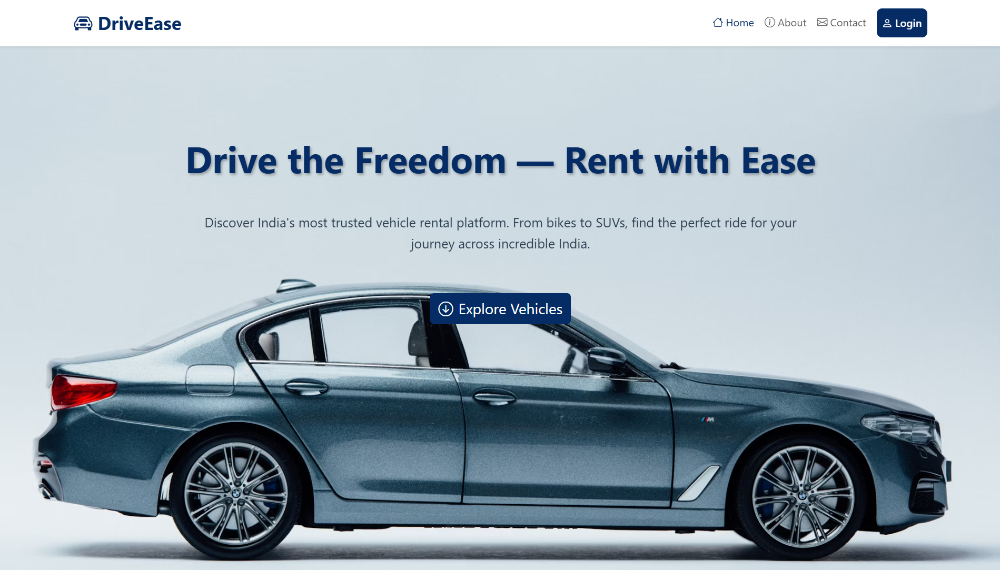 DriveEase
Home
About
Contact
Login
Drive the Freedom — Rent with Ease
Discover India's most trusted vehicle rental platform. From bikes to SUVs, find the perfect ride for your
journey across incredible India.
Explore Vehicles
M